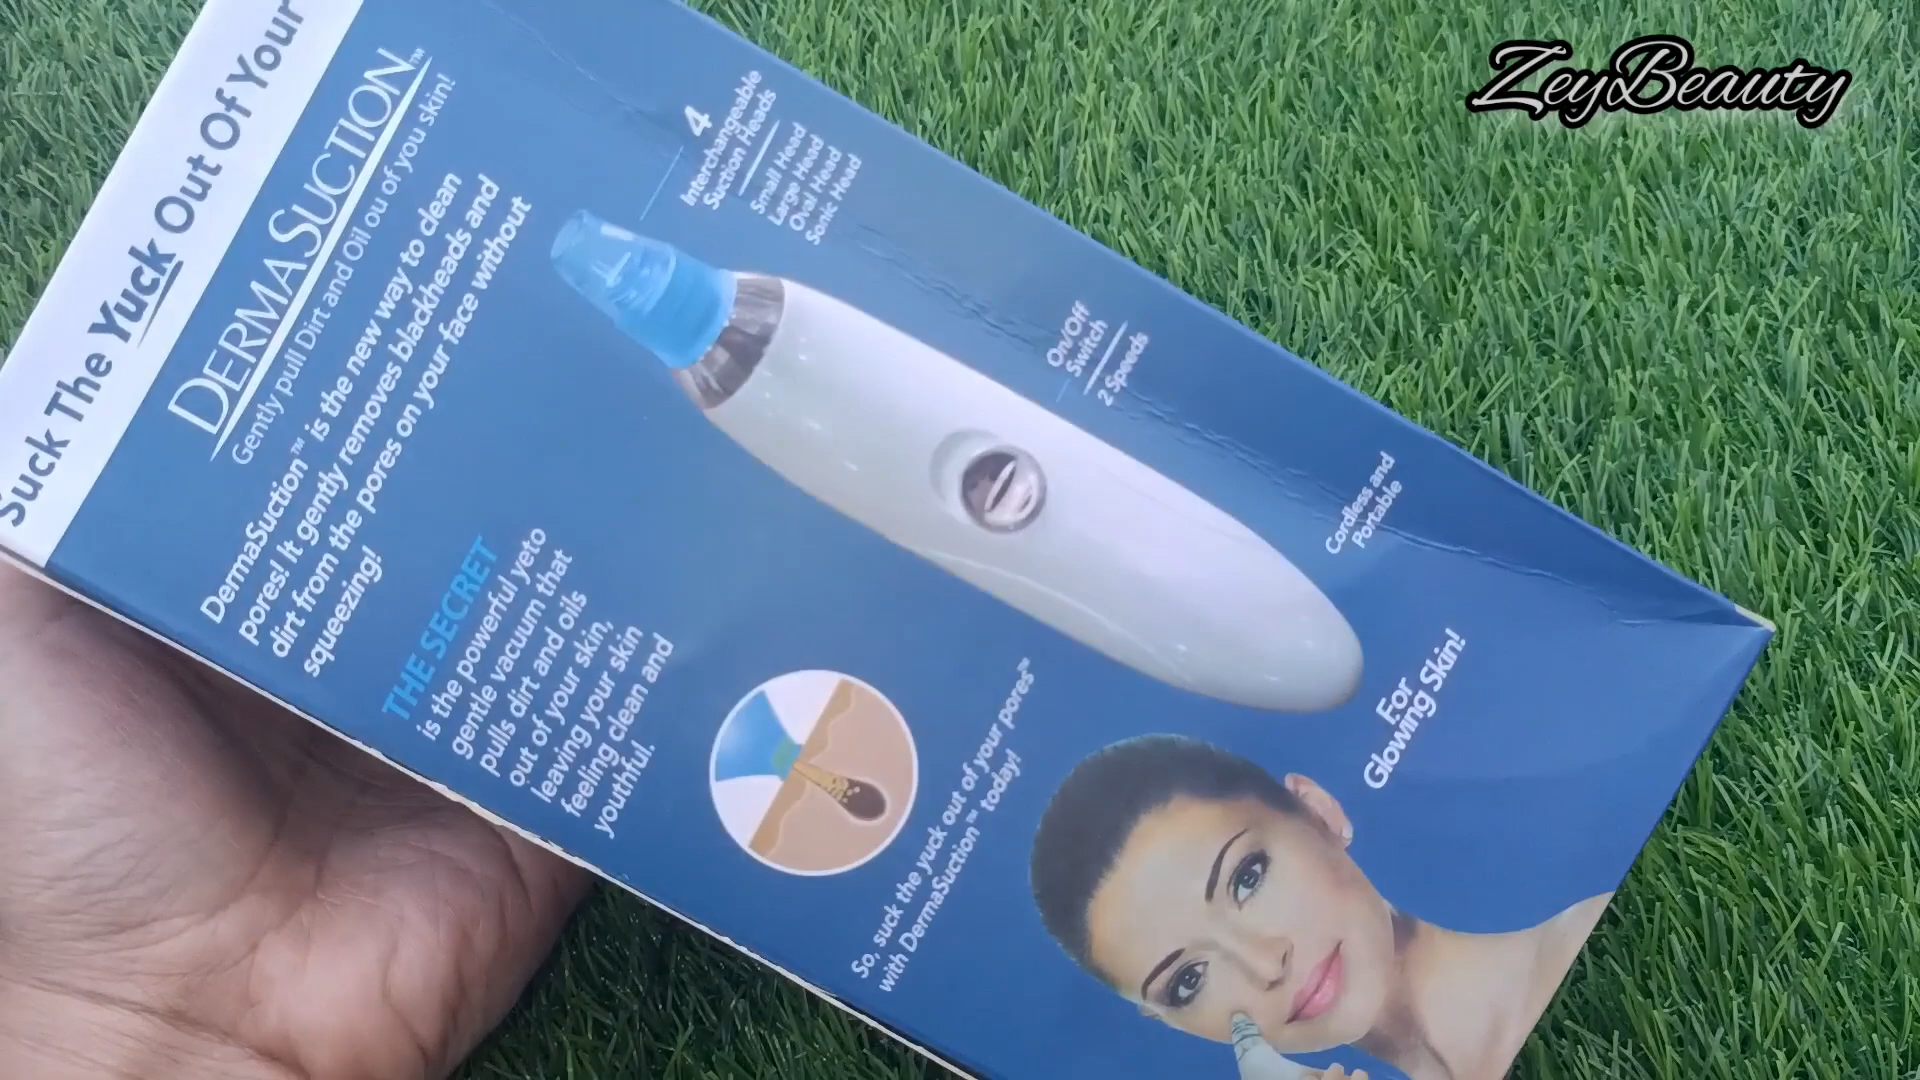 ZeyBeauty
Suck The Yuck Out Of Your
DERMASUCTION™
Gently pull Dirt and Oil ou of you skin!
DermaSuction™ is the new way to clean
pores! It gently removes blackheads and
dirt from the pores on your face without
squeezing!
THE SECRET
is the powerful yeto
gentle vacuum that
pulls dirt and oils
out of your skin,
leaving your skin
feeling clean and
youthful.
4
Interchangeable
Suction Heads
Small Head
Large Head
Oval Head
Sonic Head
On/Off
Switch
2 Speeds
Cordless and
Portable
For
Glowing Skin!
So, suck the yuck out of your pores™
with DermaSuction™ today!